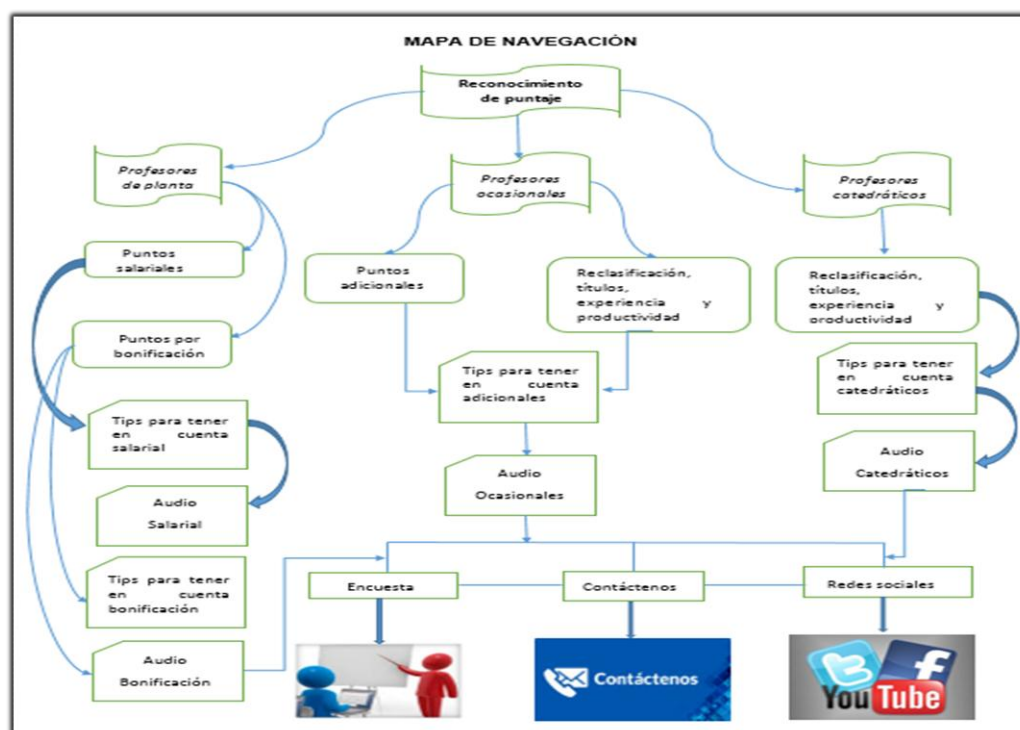 MAPA DE NAVEGACIÓN
Reconocimiento
de puntaje
Profesores
de planta
Profesores
ocasionales
Profesores
catedráticos
Puntos
salariales
Puntos
adicionales
Reclasificación,
títulos,
experiencia y
productividad
Reclasificación,
títulos,
experiencia y
oroductividad
Puntos por
bonificación
Tips para tener
en cuenta
adicionales
Tips para tener
en cuenta
catedráticos
Tips para tener
en cuenta
salarial
Audio
Ocasionales
Audio
Catedráticos
Audio
Salarial
Tips para tener
en cuenta
bonificación
Encuesta
Contáctenos
Redes sociales
Audio
Bonificación
Contáctenos
YouTube